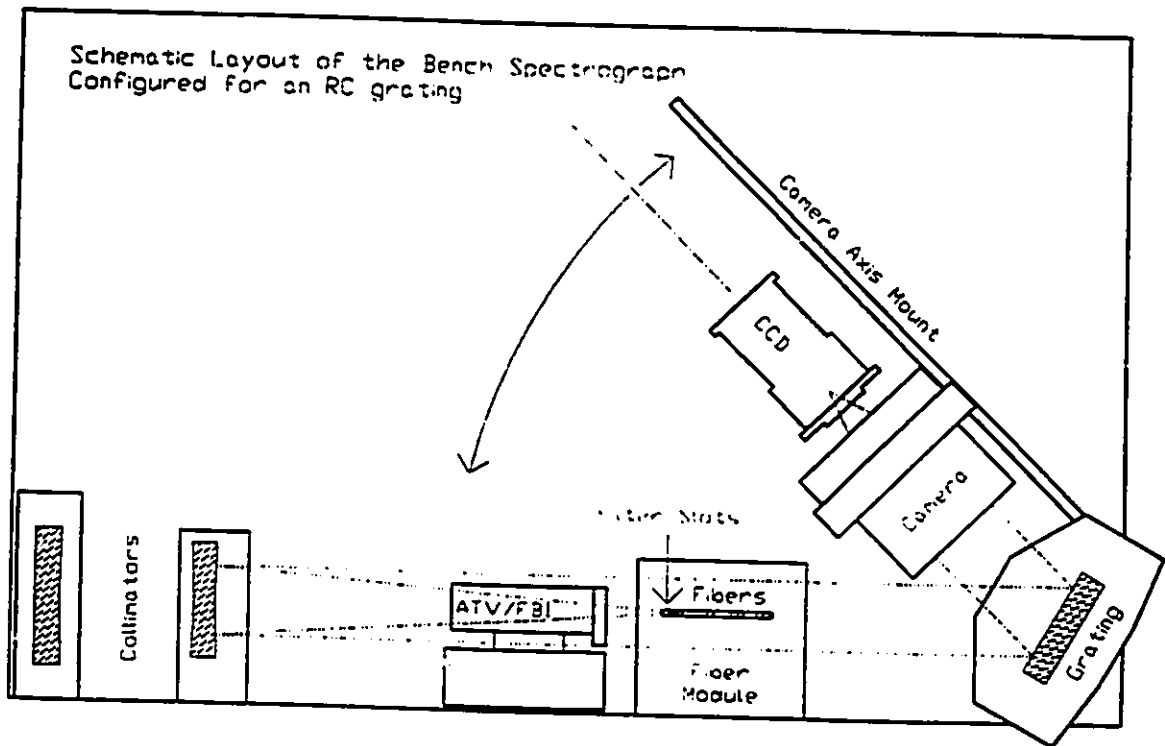 Schematic Layout of the Bench Spectrograph
Configured for an RC grating
Camera Axis Mount
CCD
Camera
Slots
Collimators
ATV/FBI
Fibers
Fiber
Module
Grating